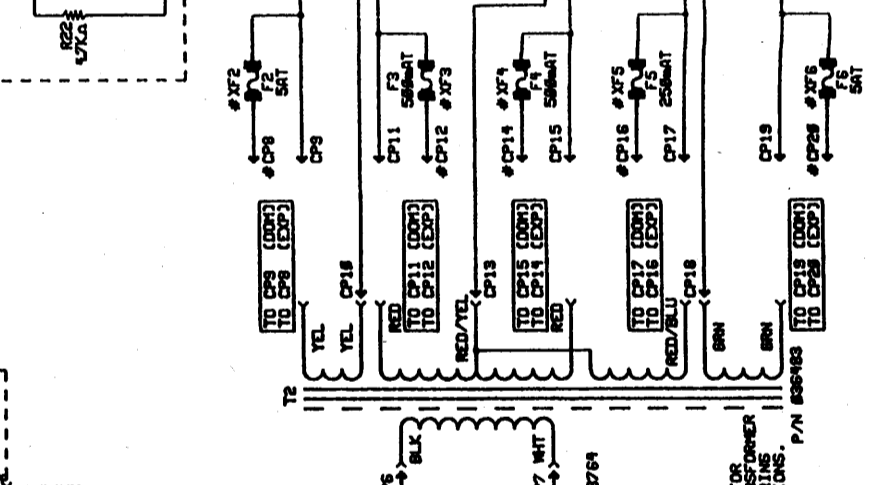 R22
47KΩ
#XF2
F2
5AT
F3
500mAT
#XF3
#XF4
F4
500mAT
#XF5
F5
250mAT
#XF6
F6
5AT
#CP8
CP9
CP11
#CP12
#CP14
CP15
#CP16
CP17
CP19
#CP20
TO CP9 (DOM)
TO CP8 (EXP)
TO CP11 (DOM)
TO CP12 (EXP)
TO CP15 (DOM)
TO CP14 (EXP)
TO CP17 (DOM)
TO CP16 (EXP)
TO CP19 (DOM)
TO CP20 (EXP)
CP10
CP13
CP18
YEL
YEL
RED
RED/YEL
RED
RED/BLU
BRN
BRN
T2
P/N 036483
BLK
WHT